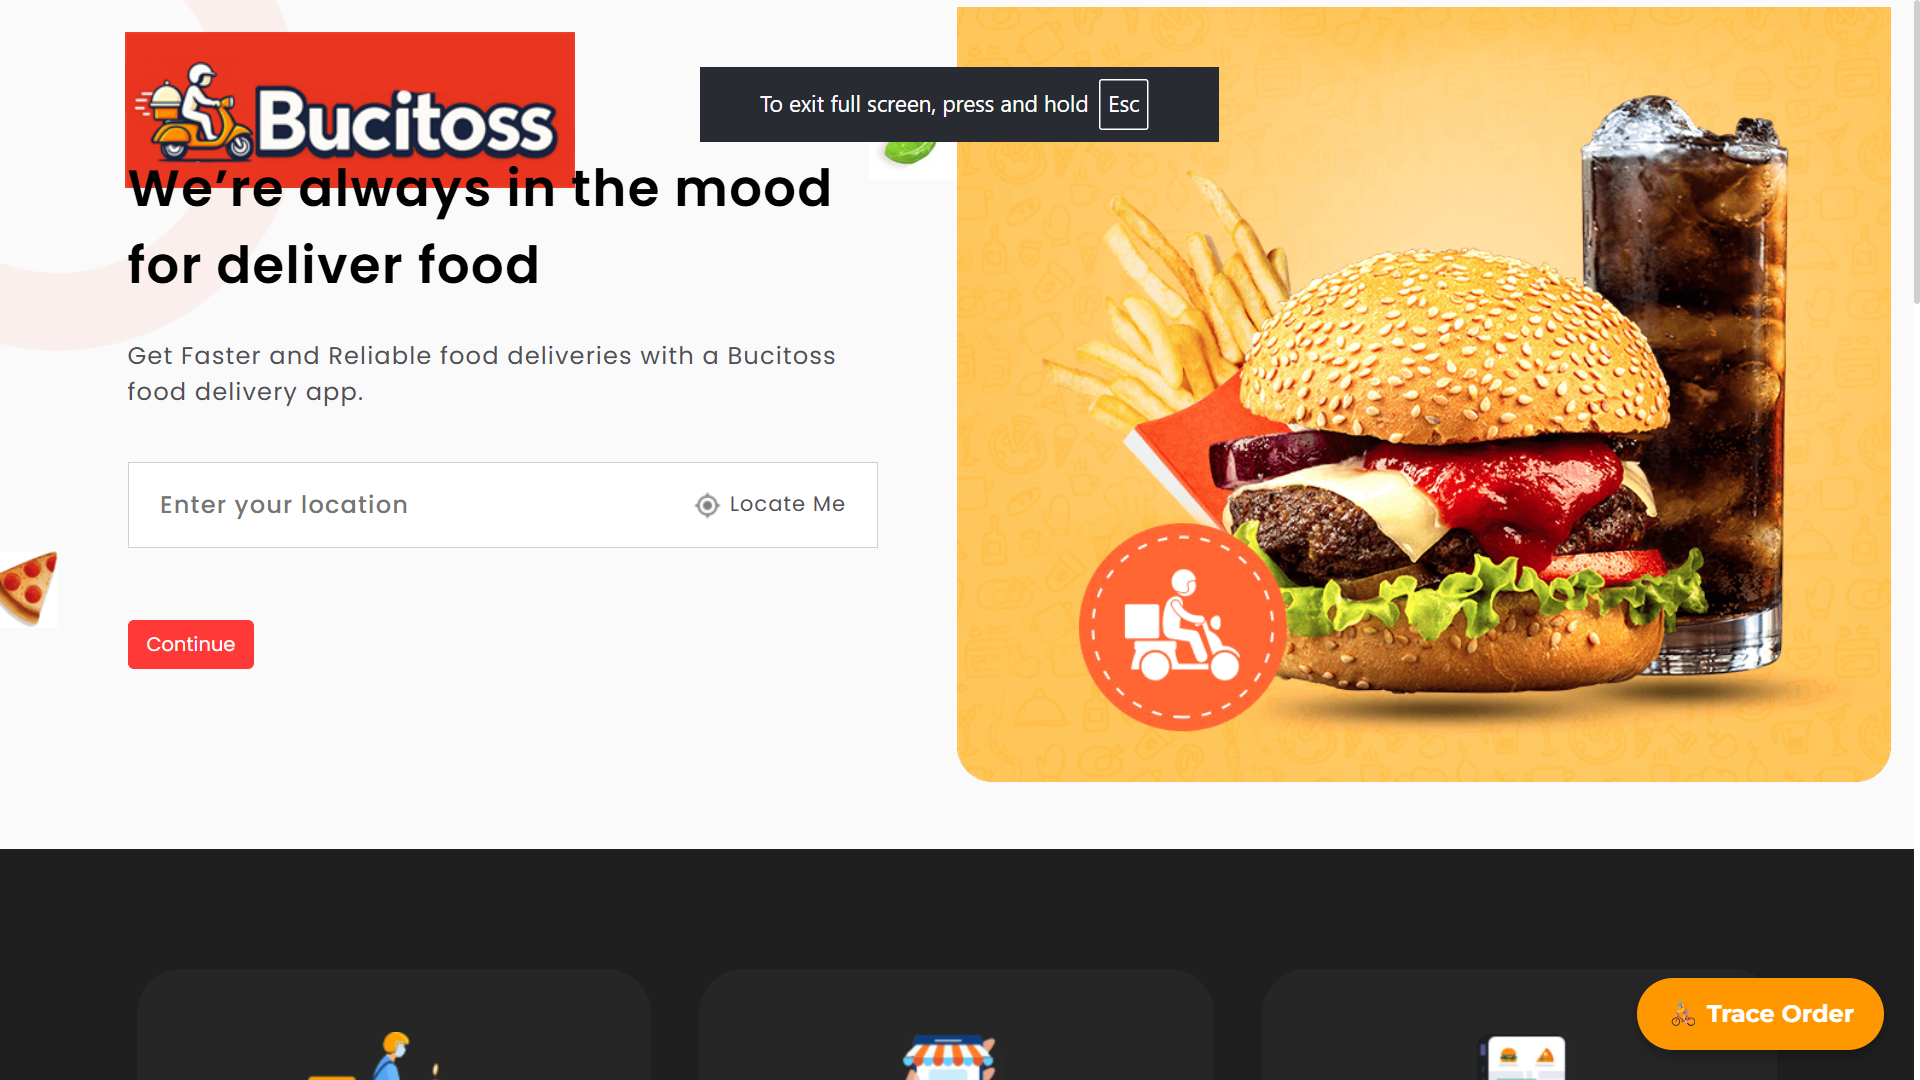 Bucitoss
To exit full screen, press and hold Esc
We’re always in the mood
for deliver food
Get Faster and Reliable food deliveries with a Bucitoss
food delivery app.
Enter your location
Locate Me
Continue
Trace Order